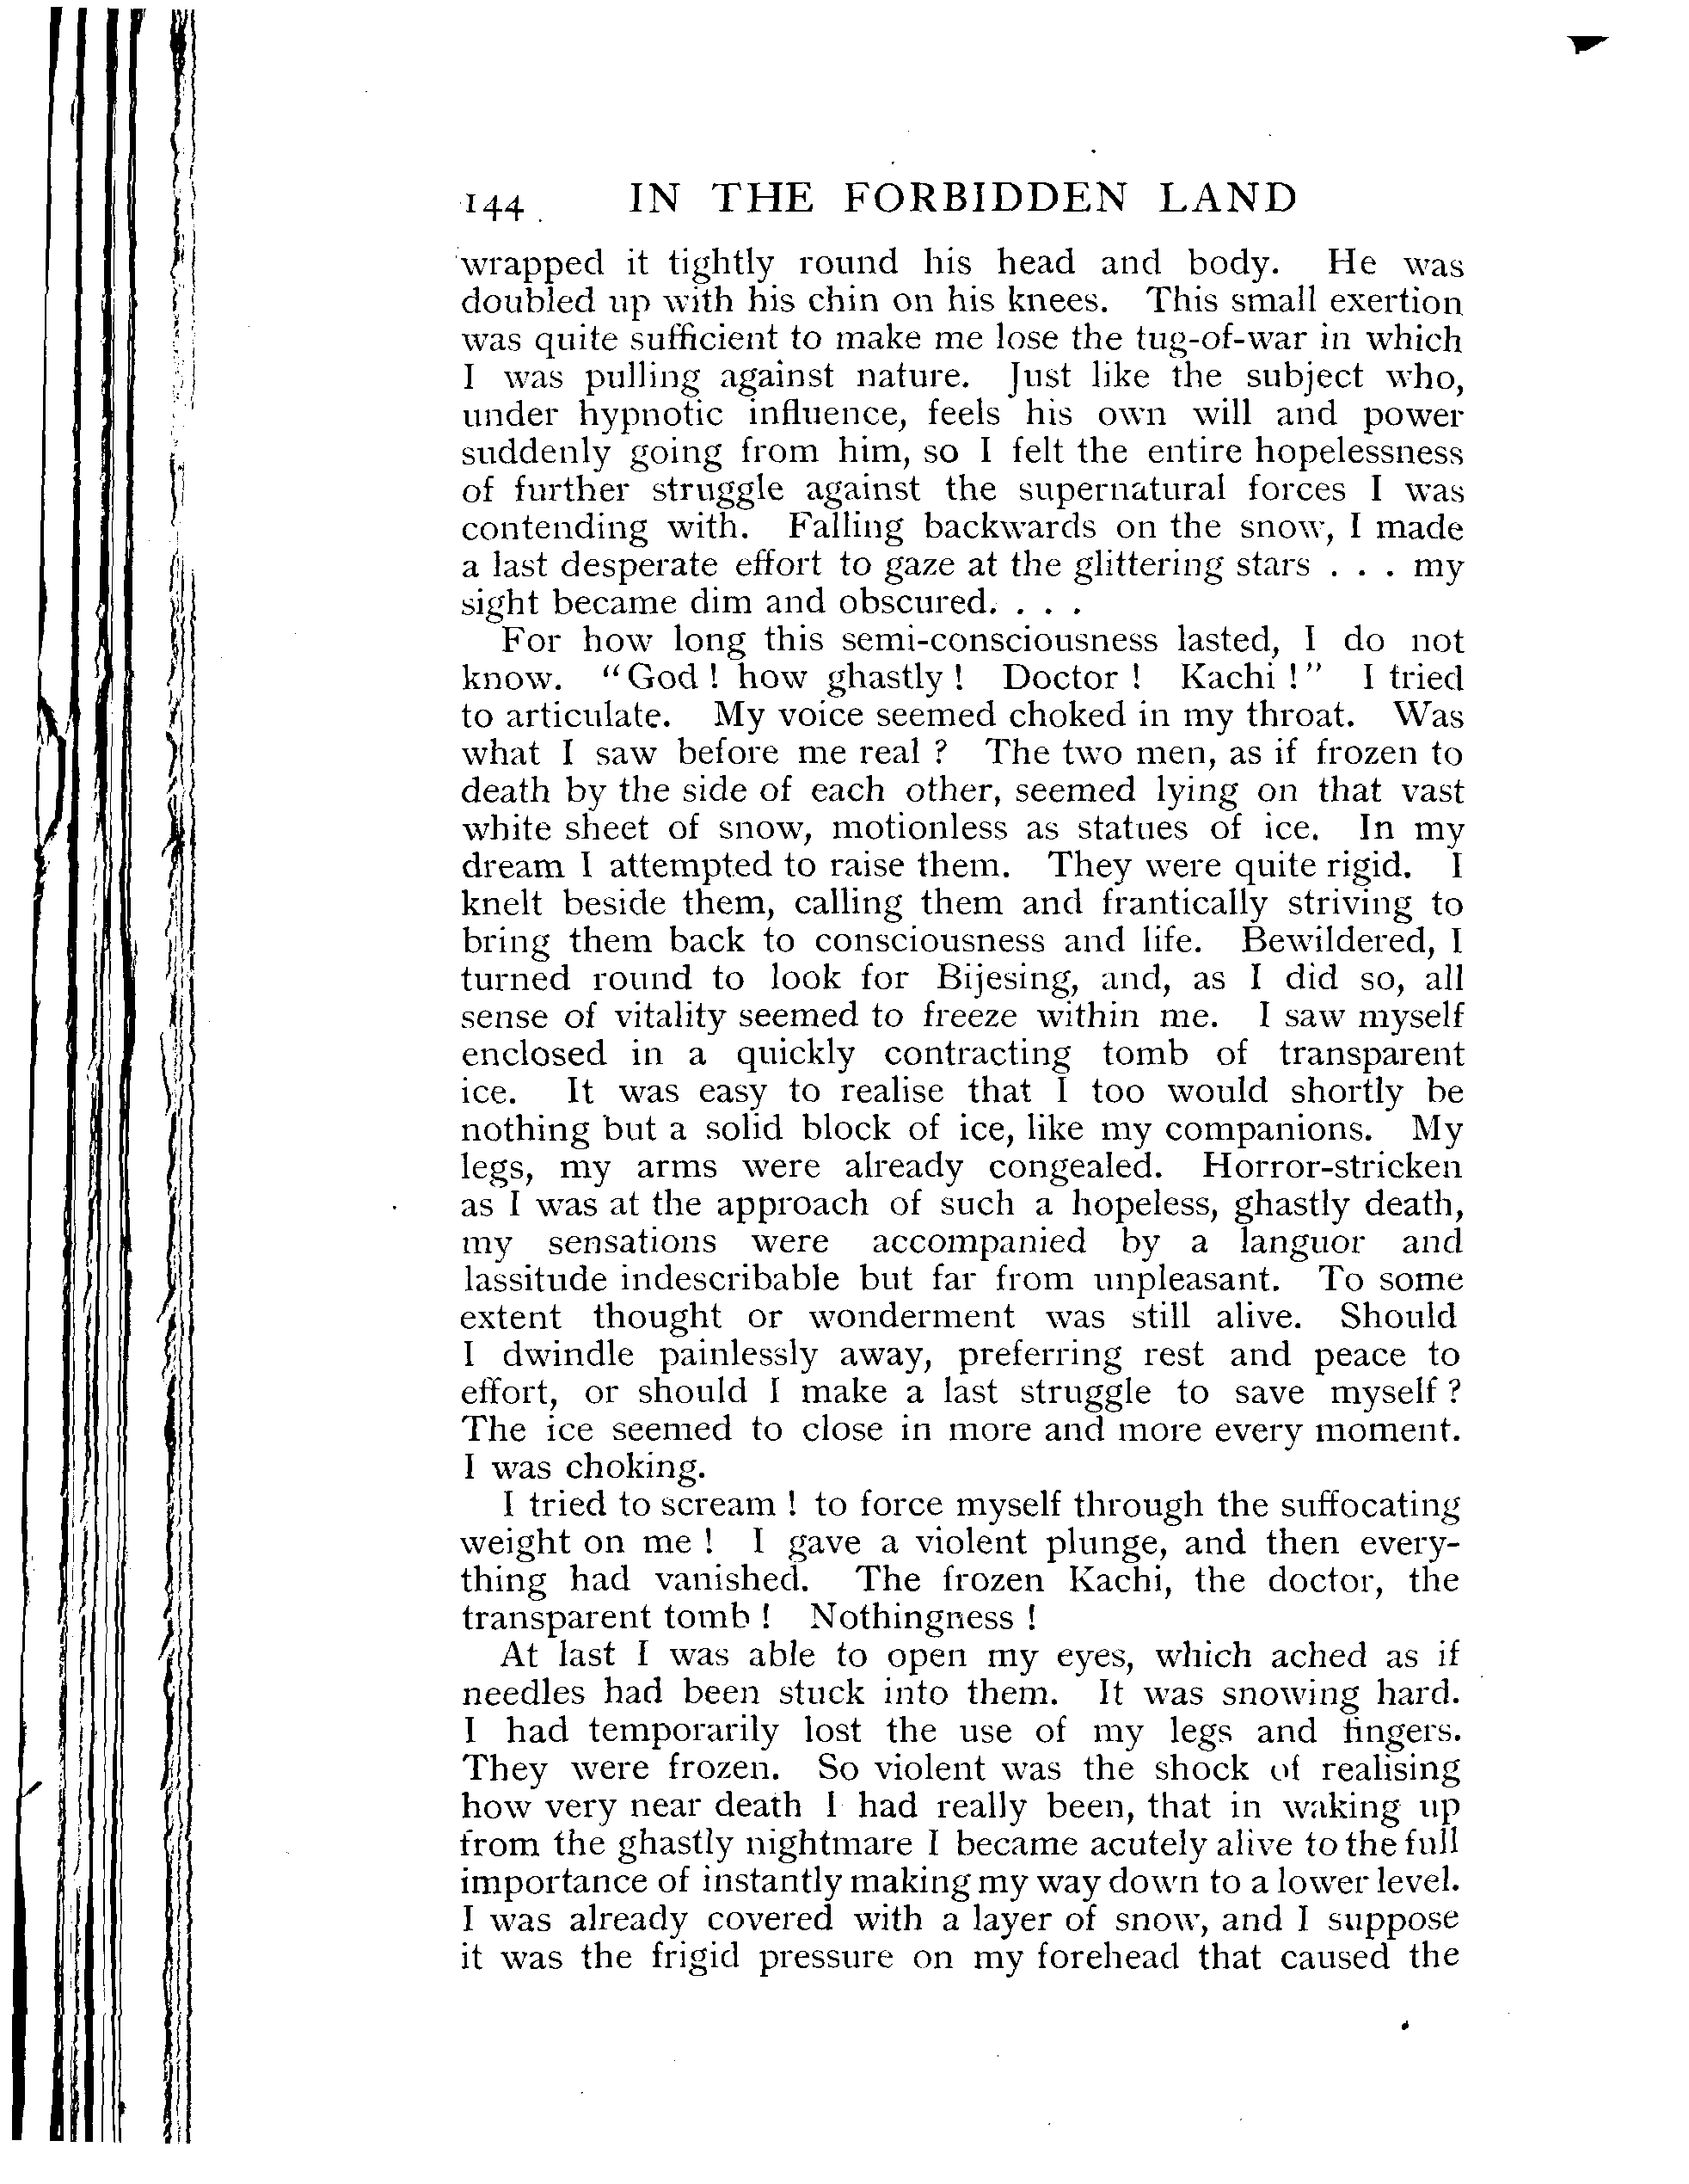 144 IN THE FORBIDDEN LAND
wrapped it tightly round his head and body. He was
doubled up with his chin on his knees. This small exertion
was quite sufficient to make me lose the tug-of-war in which
I was pulling against nature. Just like the subject who,
under hypnotic influence, feels his own will and power
suddenly going from him, so I felt the entire hopelessness
of further struggle against the supernatural forces I was
contending with. Falling backwards on the snow, I made
a last desperate effort to gaze at the glittering stars . . . my
sight became dim and obscured. . . .
For how long this semi-consciousness lasted, I do not
know. "God ! how ghastly ! Doctor ! Kachi !" I tried
to articulate. My voice seemed choked in my throat. Was
what I saw before me real ? The two men, as if frozen to
death by the side of each other, seemed lying on that vast
white sheet of snow, motionless as statues of ice. In my
dream I attempted to raise them. They were quite rigid. I
knelt beside them, calling them and frantically striving to
bring them back to consciousness and life. Bewildered, I
turned round to look for Bijesing, and, as I did so, all
sense of vitality seemed to freeze within me. I saw myself
enclosed in a quickly contracting tomb of transparent
ice. It was easy to realise that I too would shortly be
nothing but a solid block of ice, like my companions. My
legs, my arms were already congealed. Horror-stricken
as I was at the approach of such a hopeless, ghastly death,
my sensations were accompanied by a languor and
lassitude indescribable but far from unpleasant. To some
extent thought or wonderment was still alive. Should
I dwindle painlessly away, preferring rest and peace to
effort, or should I make a last struggle to save myself ?
The ice seemed to close in more and more every moment.
I was choking.
I tried to scream ! to force myself through the suffocating
weight on me ! I gave a violent plunge, and then every-
thing had vanished. The frozen Kachi, the doctor, the
transparent tomb ! Nothingness !
At last I was able to open my eyes, which ached as if
needles had been stuck into them. It was snowing hard.
I had temporarily lost the use of my legs and fingers.
They were frozen. So violent was the shock of realising
how very near death I had really been, that in waking up
from the ghastly nightmare I became acutely alive to the full
importance of instantly making my way down to a lower level.
I was already covered with a layer of snow, and I suppose
it was the frigid pressure on my forehead that caused the